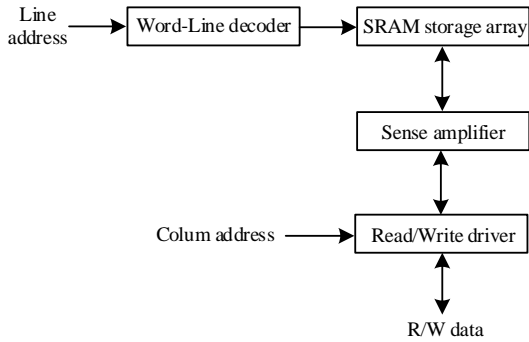 Line
address
Word-Line decoder
SRAM storage array
Sense amplifier
Colum address
Read/Write driver
R/W data